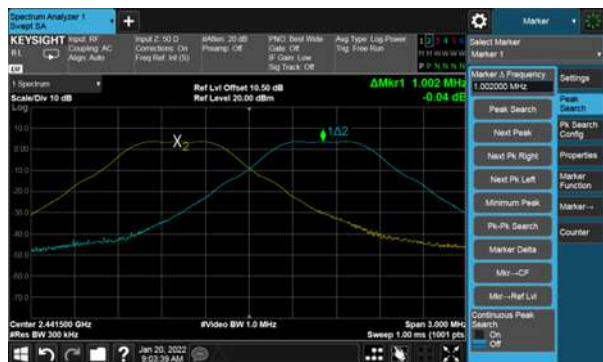 Spectrum Analyzer 1
Swept SA
+
Marker
KEYSIGHT
Input: RF
Input Z: 50 Ω
#Atten: 20 dB
PNO: Best Wide
Avg Type: Log-Power
1 2 3 4 5 6
RL
Coupling: AC
Corrections: On
Preamp: Off
Gate: Off
Trig: Free Run
Align: Auto
Freq Ref: Int (S)
IF Gain: Low
Sig Track: Off
P P N N N N
Select Marker
Marker 1
1 Spectrum
Ref Lvl Offset 10.50 dB
ΔMkr1 1.002 MHz
Scale/Div 10 dB
Ref Level 20.00 dBm
-0.04 dB
Log
10.0
0.00
-10.0
-20.0
-30.0
-40.0
-50.0
-60.0
-70.0
X2
1Δ2
Center 2.441500 GHz
#Video BW 1.0 MHz
Span 3.000 MHz
#Res BW 300 kHz
Sweep 1.00 ms (1001 pts)
Marker Δ Frequency
1.002000 MHz
Peak Search
Next Peak
Next Pk Right
Next Pk Left
Minimum Peak
Pk-Pk Search
Marker Delta
Mkr→CF
Mkr→Ref Lvl
Continuous Peak
Search
On
Off
Settings
Peak
Search
Pk Search
Config
Properties
Marker
Function
Marker→
Counter
?
Jan 20, 2022
9:03:39 AM